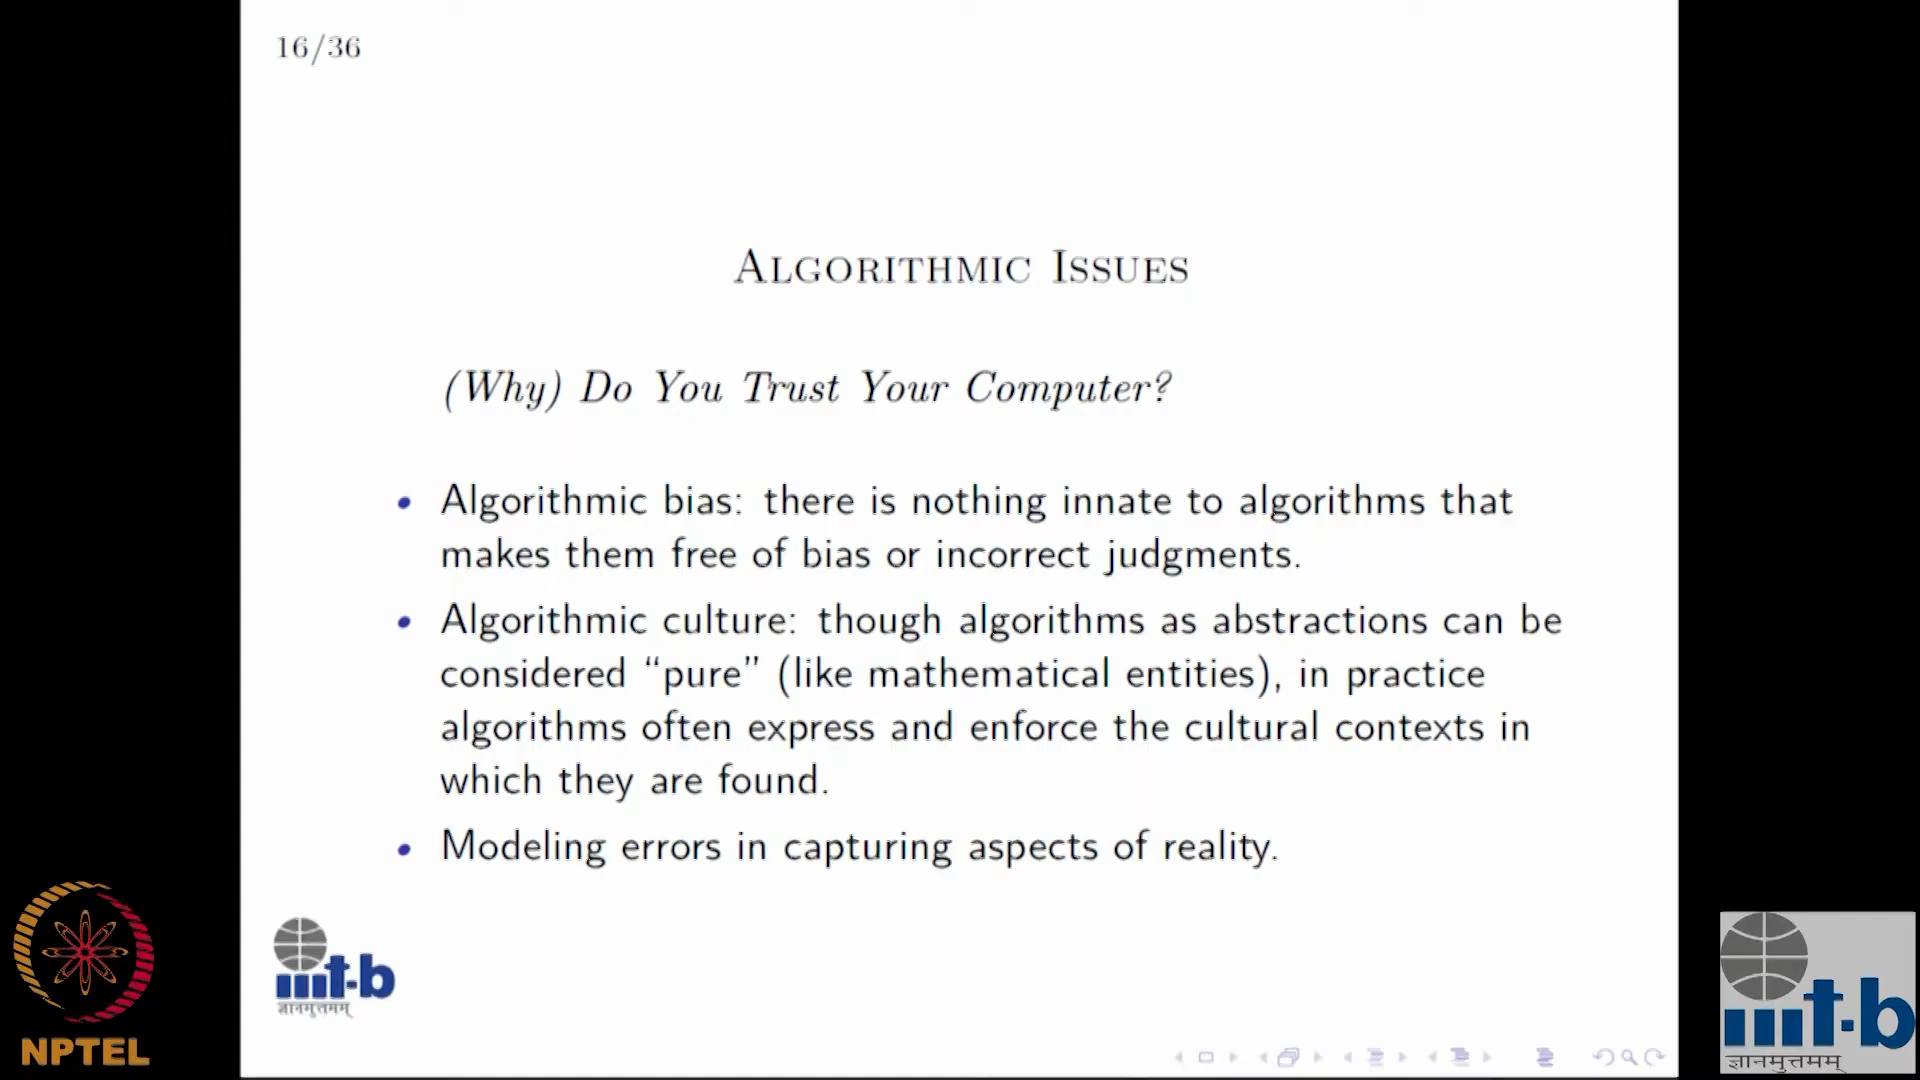 16/36
Algorithmic Issues
(Why) Do You Trust Your Computer?
• Algorithmic bias: there is nothing innate to algorithms that
makes them free of bias or incorrect judgments.
• Algorithmic culture: though algorithms as abstractions can be
considered “pure” (like mathematical entities), in practice
algorithms often express and enforce the cultural contexts in
which they are found.
• Modeling errors in capturing aspects of reality.
iiit-b
ज्ञानमुत्तमम्
NPTEL
iiit-b
ज्ञानमुत्तमम्